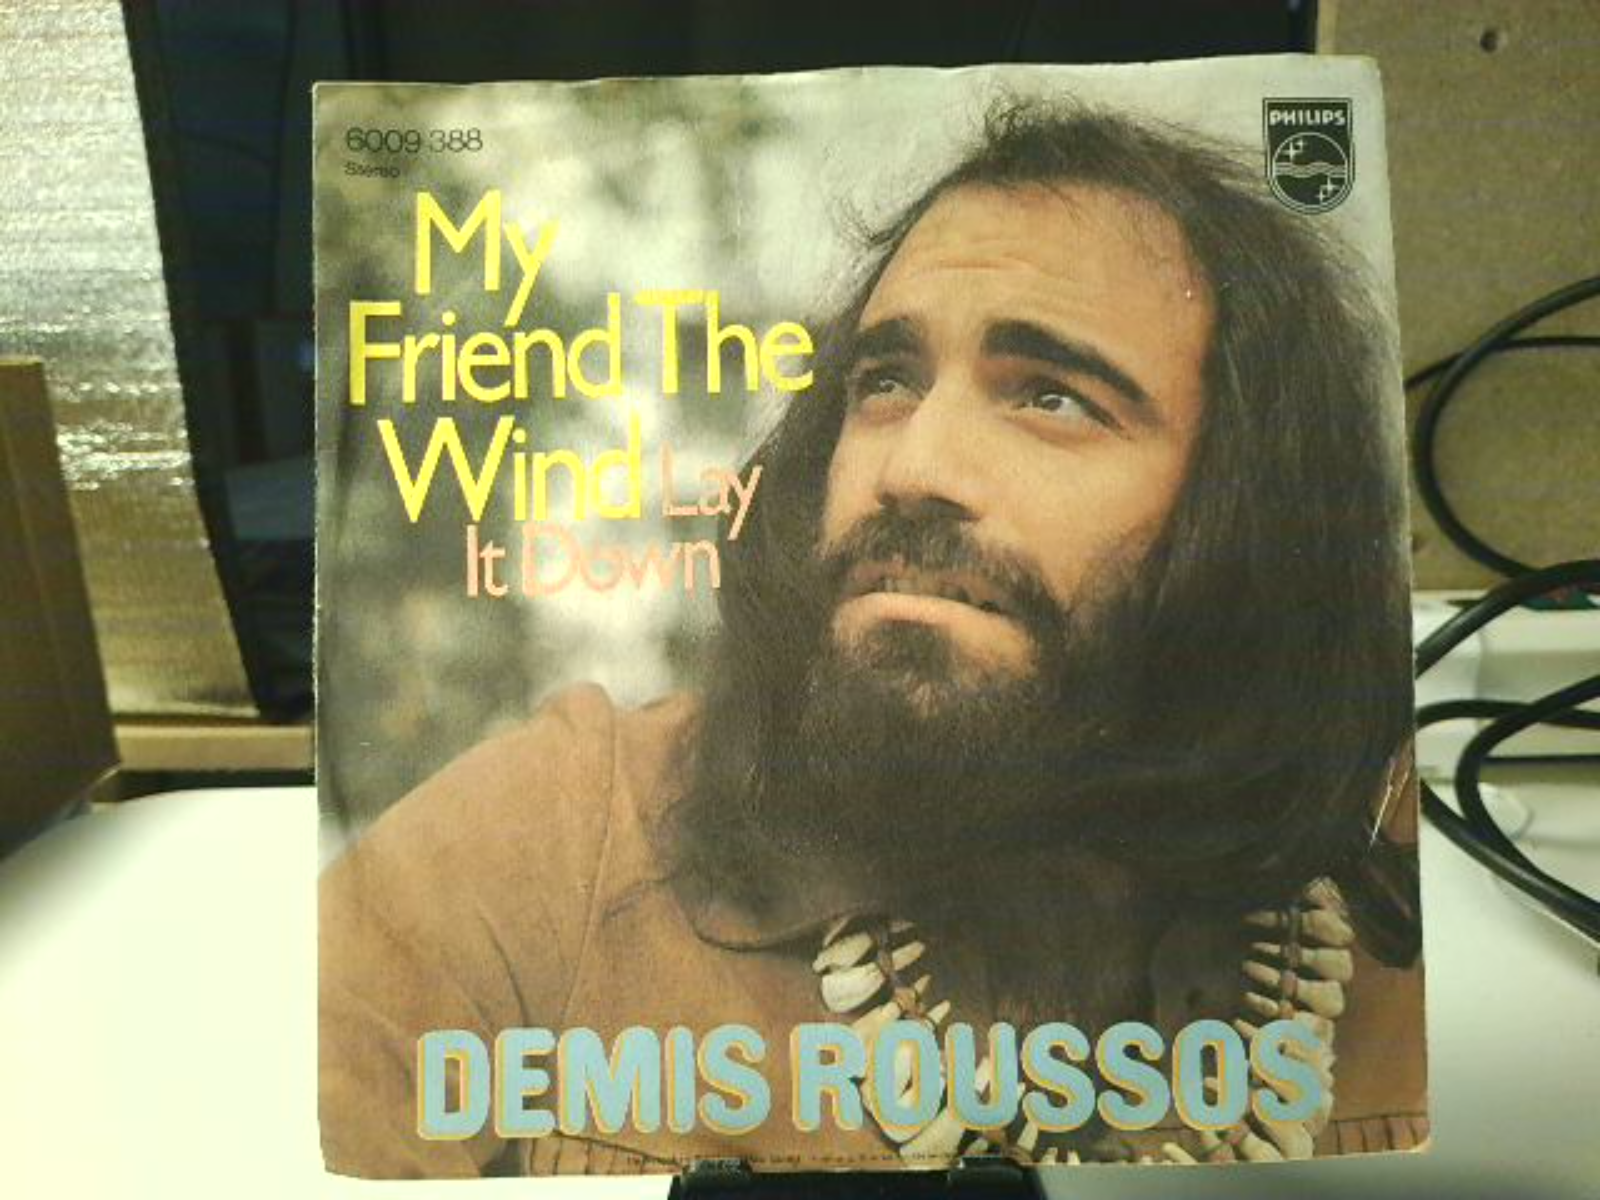 6009 388
Stereo
PHILIPS
My
Friend The
Wind Lay
It Down
DEMIS ROUSSOS